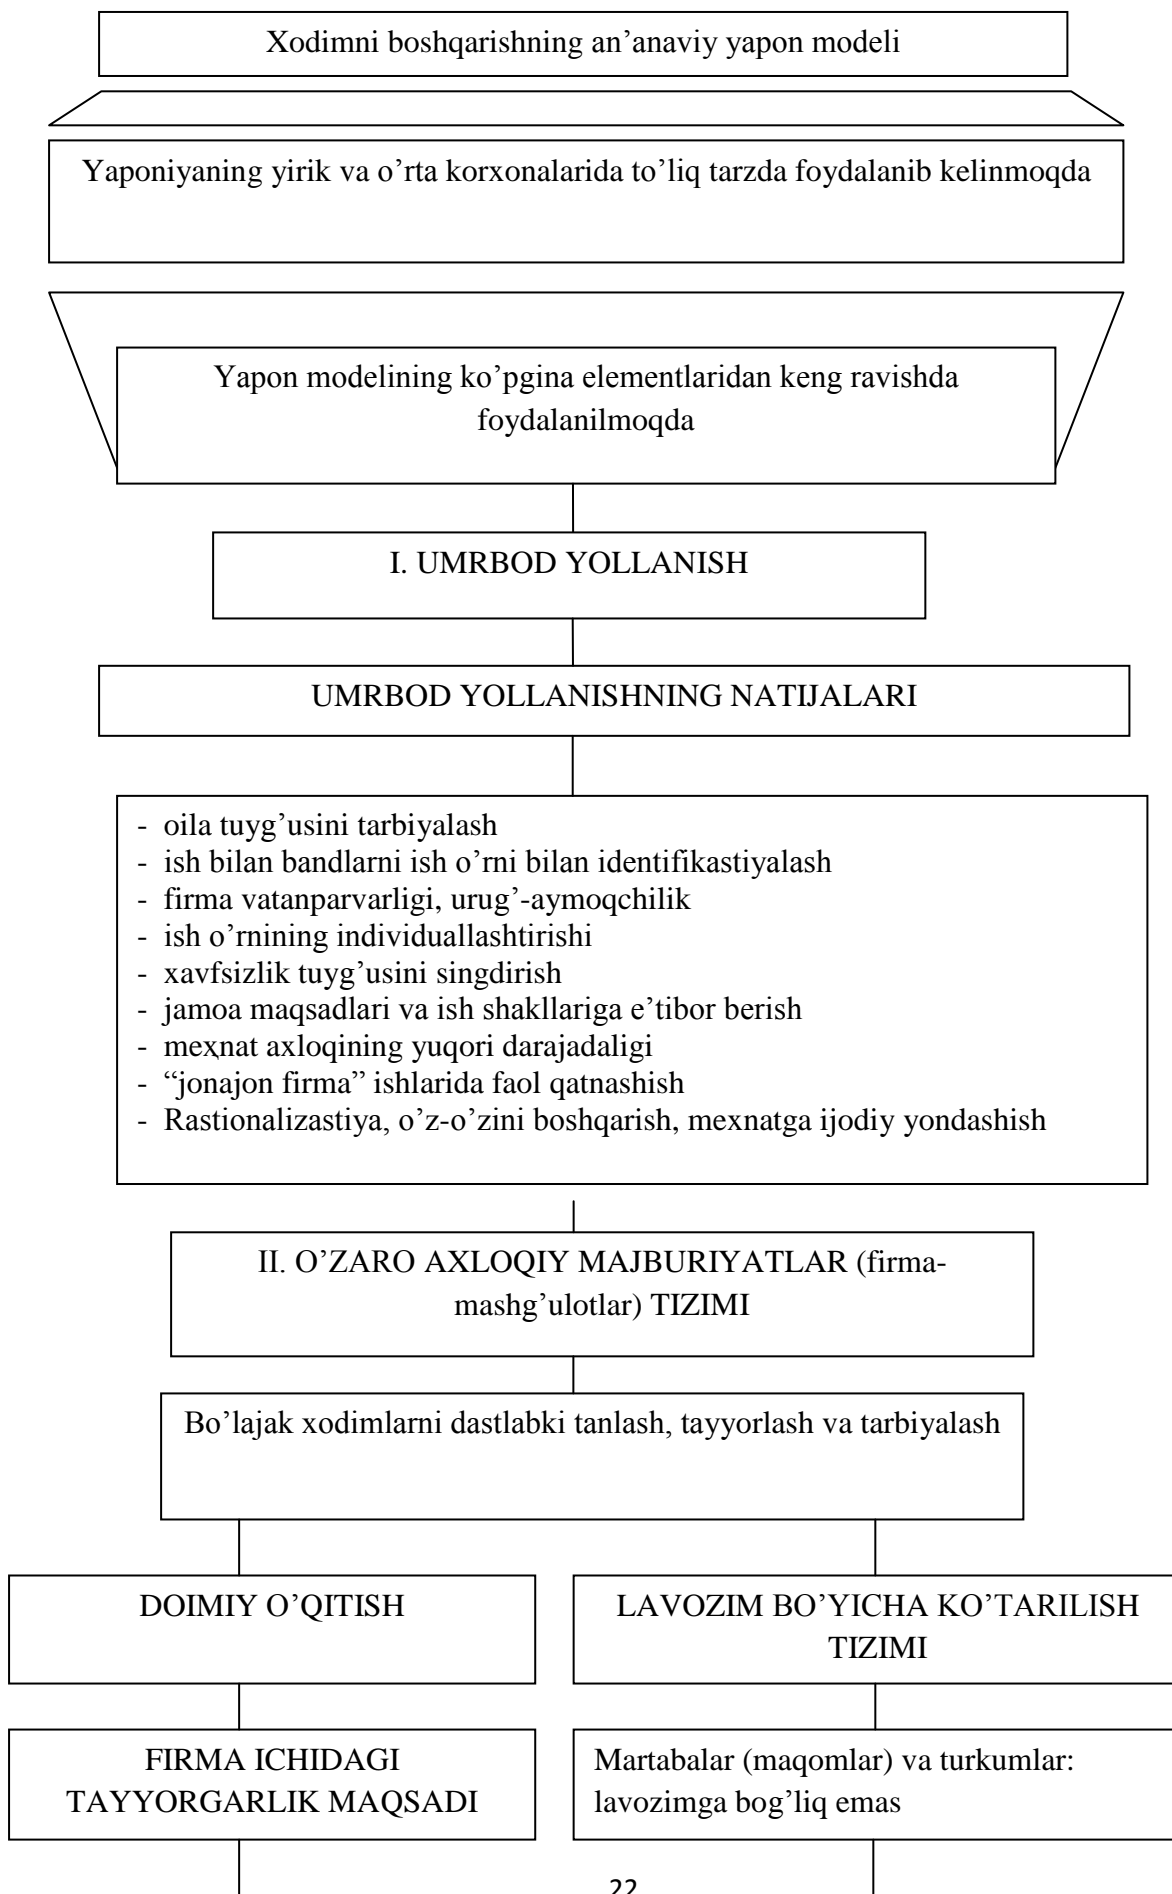 Xodimni boshqarishning an’anaviy yapon modeli
Yaponiyaning yirik va o’rta korxonalarida to’liq tarzda foydalanib kelinmoqda
Yapon modelining ko’pgina elementlaridan keng ravishda
foydalanilmoqda
I. UMRBOD YOLLANISH
UMRBOD YOLLANISHNING NATIJALARI
- oila tuyg’usini tarbiyalash
- ish bilan bandlarni ish o’rni bilan identifikastiyalash
- firma vatanparvarligi, urug’-aymoqchilik
- ish o’rnining individuallashtirishi
- xavfsizlik tuyg’usini singdirish
- jamoa maqsadlari va ish shakllariga e’tibor berish
- meҳnat axloqining yuqori darajadaligi
- “jonajon firma” ishlarida faol qatnashish
- Rastionalizastiya, o’z-o’zini boshqarish, mexnatga ijodiy yondashish
II. O’ZARO AXLOQIY MAJBURIYATLAR (firma-
mashg’ulotlar) TIZIMI
Bo’lajak xodimlarni dastlabki tanlash, tayyorlash va tarbiyalash
DOIMIY O’QITISH
LAVOZIM BO’YICHA KO’TARILISH
TIZIMI
FIRMA ICHIDAGI
TAYYORGARLIK MAQSADI
Martabalar (maqomlar) va turkumlar:
lavozimga bog’liq emas
22